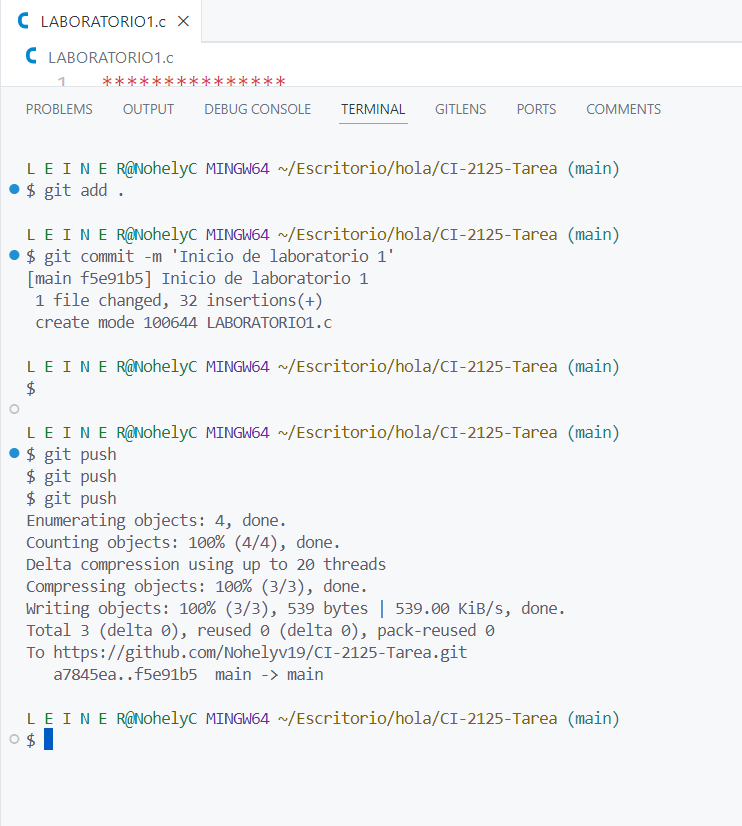 LABORATORIO1.c
LABORATORIO1.c
1 ***************
PROBLEMS OUTPUT DEBUG CONSOLE TERMINAL GITLENS PORTS COMMENTS
L E I N E R@NohelyC MINGW64 ~/Escritorio/hola/CI-2125-Tarea (main)
$ git add .
L E I N E R@NohelyC MINGW64 ~/Escritorio/hola/CI-2125-Tarea (main)
$ git commit -m 'Inicio de laboratorio 1'
[main f5e91b5] Inicio de laboratorio 1
1 file changed, 32 insertions(+)
create mode 100644 LABORATORIO1.c
L E I N E R@NohelyC MINGW64 ~/Escritorio/hola/CI-2125-Tarea (main)
$
L E I N E R@NohelyC MINGW64 ~/Escritorio/hola/CI-2125-Tarea (main)
$ git push
$ git push
$ git push
Enumerating objects: 4, done.
Counting objects: 100% (4/4), done.
Delta compression using up to 20 threads
Compressing objects: 100% (3/3), done.
Writing objects: 100% (3/3), 539 bytes | 539.00 KiB/s, done.
Total 3 (delta 0), reused 0 (delta 0), pack-reused 0
To https://github.com/Nohelyv19/CI-2125-Tarea.git
a7845ea..f5e91b5  main -> main
L E I N E R@NohelyC MINGW64 ~/Escritorio/hola/CI-2125-Tarea (main)
$